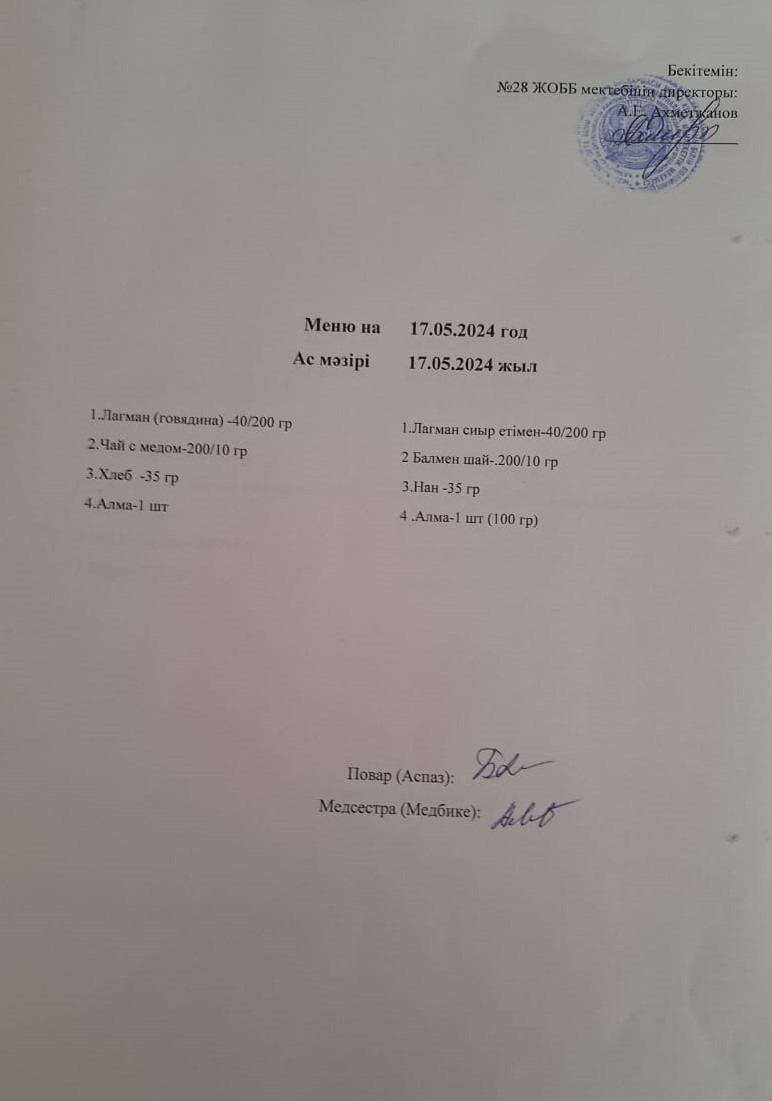 Бекітемін:
№28 ЖОББ мектебінің директоры:
А.Г. Ахметжанов
Меню на 17.05.2024 год
Ас мәзірі 17.05.2024 жыл
1.Лагман (говядина) -40/200 гр
2.Чай с медом-200/10 гр
3.Хлеб -35 гр
4.Алма-1 шт
1.Лагман сиыр етімен-40/200 гр
2 Балмен шай-.200/10 гр
3.Нан -35 гр
4 .Алма-1 шт (100 гр)
Повар (Аспаз):
Медсестра (Медбике):